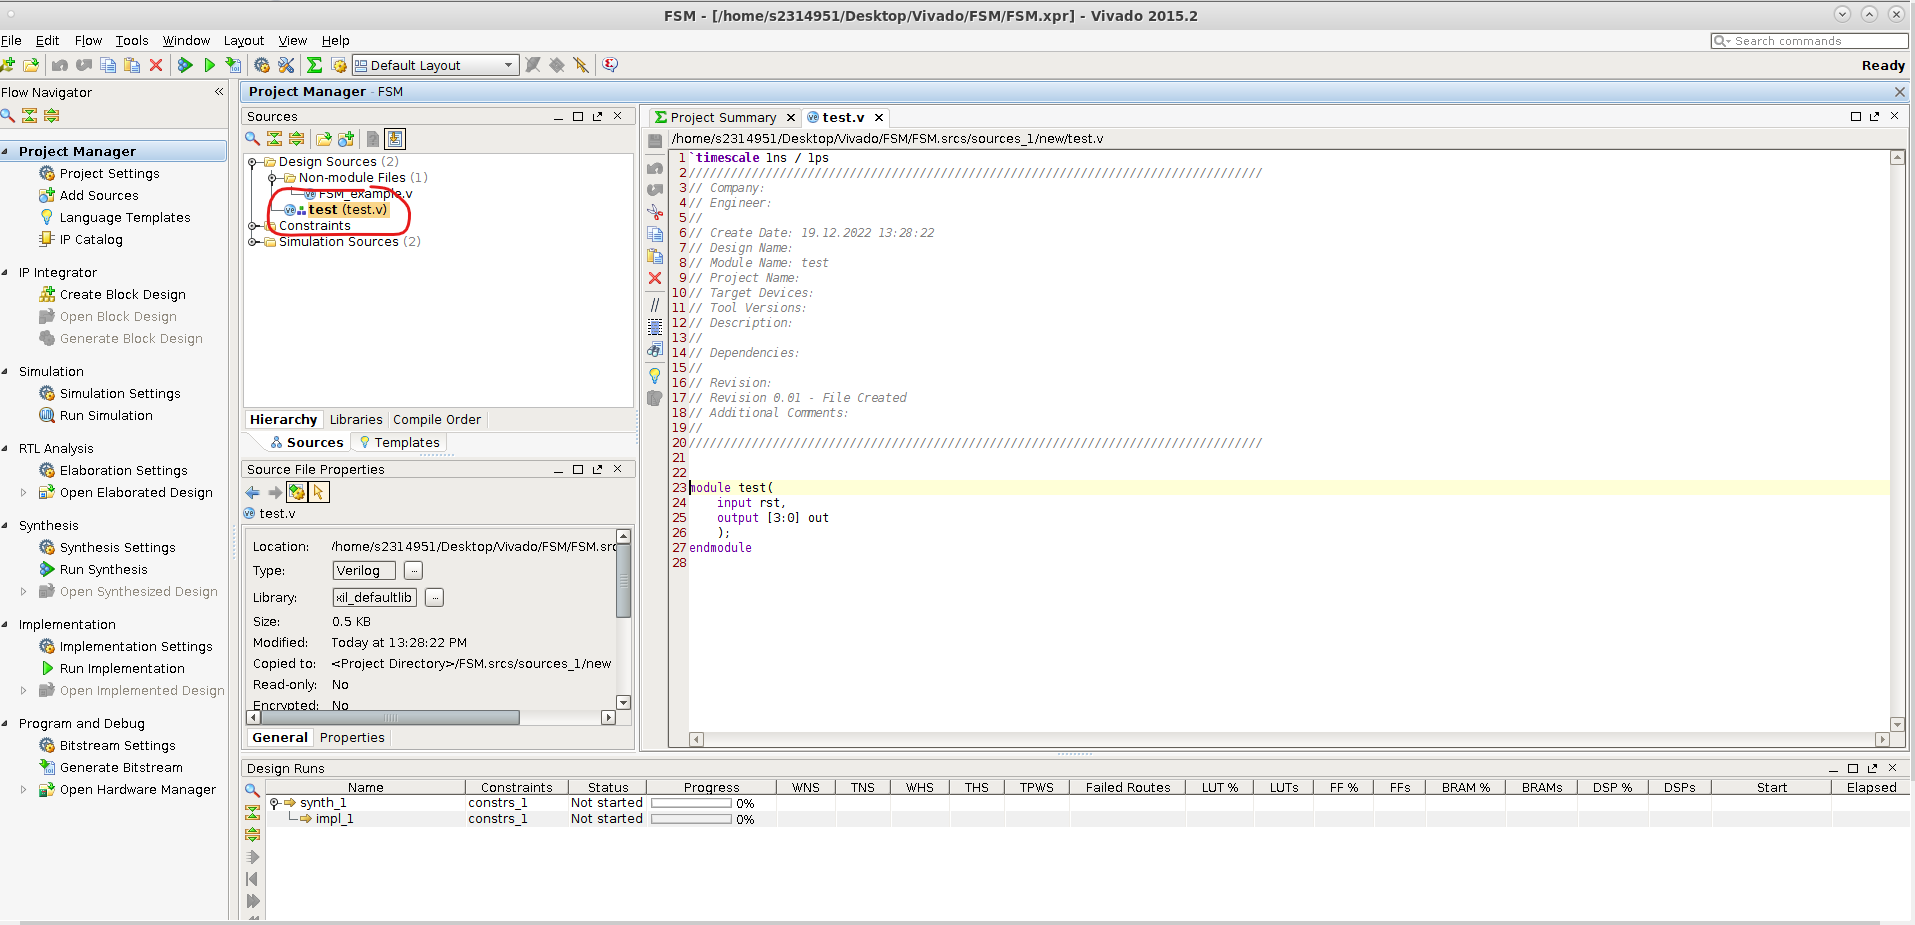 FSM - [/home/s2314951/Desktop/Vivado/FSM/FSM.xpr] - Vivado 2015.2
File Edit Flow Tools Window Layout View Help
Search commands
Default Layout
Ready
Flow Navigator
Project Manager
Project Settings
Add Sources
Language Templates
IP Catalog
IP Integrator
Create Block Design
Open Block Design
Generate Block Design
Simulation
Simulation Settings
Run Simulation
RTL Analysis
Elaboration Settings
Open Elaborated Design
Synthesis
Synthesis Settings
Run Synthesis
Open Synthesized Design
Implementation
Implementation Settings
Run Implementation
Open Implemented Design
Program and Debug
Bitstream Settings
Generate Bitstream
Open Hardware Manager
Project Manager - FSM
Sources
Design Sources (2)
Non-module Files (1)
FSM_example.v
test (test.v)
Constraints
Simulation Sources (2)
Hierarchy Libraries Compile Order
Sources Templates
Source File Properties
test.v
Location: /home/s2314951/Desktop/Vivado/FSM/FSM.src
Type: Verilog ...
Library: xil_defaultlib ...
Size: 0.5 KB
Modified: Today at 13:28:22 PM
Copied to: <Project Directory>/FSM.srcs/sources_1/new
Read-only: No
Encrypted: No
General Properties
Project Summary test.v
/home/s2314951/Desktop/Vivado/FSM/FSM.srcs/sources_1/new/test.v
1 `timescale 1ns / 1ps
2 //////////////////////////////////////////////////////////////////////////////////
3 // Company:
4 // Engineer:
5 //
6 // Create Date: 19.12.2022 13:28:22
7 // Design Name:
8 // Module Name: test
9 // Project Name:
10 // Target Devices:
11 // Tool Versions:
12 // Description:
13 //
14 // Dependencies:
15 //
16 // Revision:
17 // Revision 0.01 - File Created
18 // Additional Comments:
19 //
20 //////////////////////////////////////////////////////////////////////////////////
21
22
23 module test(
24 input rst,
25 output [3:0] out
26 );
27 endmodule
28
Design Runs
Name Constraints Status Progress WNS TNS WHS THS TPWS Failed Routes LUT % LUTs FF % FFs BRAM % BRAMs DSP % DSPs Start Elapsed
synth_1 constrs_1 Not started 0%
impl_1 constrs_1 Not started 0%